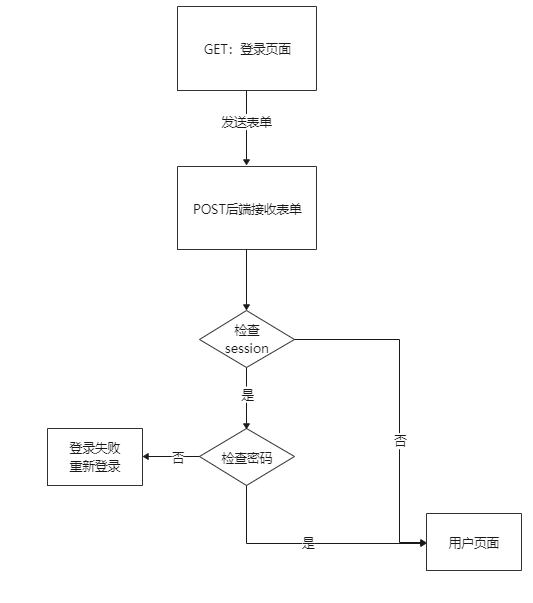 GET：登录页面
发送表单
POST后端接收表单
检查
session
是
否
登录失败
重新登录
否
检查密码
是
用户页面